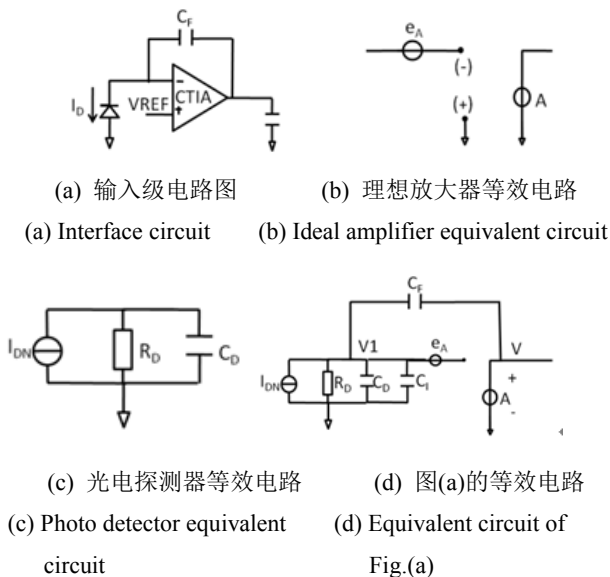 C_F
I_D
VREF
CTIA
-
+
e_A
(-)
(+)
A
(a) 输入级电路图 (b) 理想放大器等效电路
(a) Interface circuit (b) Ideal amplifier equivalent circuit
I_DN
R_D
C_D
C_F
V1
e_A
V
I_DN
R_D
C_D
C_I
+
A
-
(c) 光电探测器等效电路 (d) 图(a)的等效电路
(c) Photo detector equivalent (d) Equivalent circuit of
circuit Fig.(a)